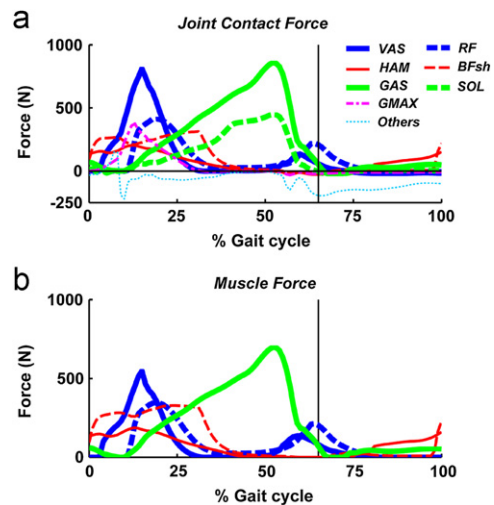 a
Joint Contact Force
1000
500
0
-250
Force (N)
VAS
RF
HAM
BFsh
GAS
SOL
GMAX
Others
0
25
50
75
100
% Gait cycle
b
Muscle Force
1000
500
0
Force (N)
0
25
50
75
100
% Gait cycle